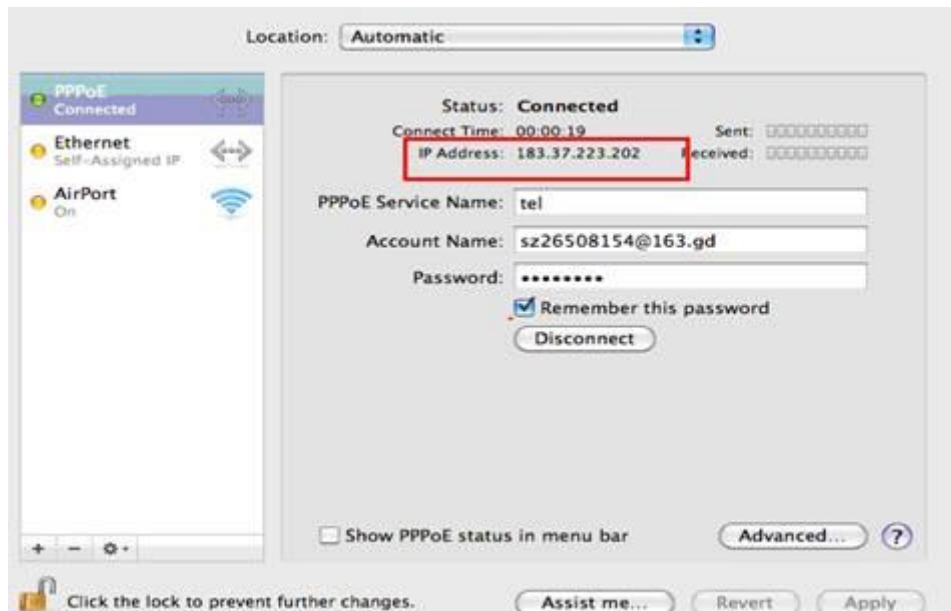 Location: Automatic
PPPoE
Connected
Ethernet
Self-Assigned IP
AirPort
On
Status: Connected
Connect Time: 00:00:19 Sent:
IP Address: 183.37.223.202 Received:
PPPoE Service Name: tel
Account Name: sz26508154@163.gd
Password: ••••••••
Remember this password
Disconnect
Show PPPoE status in menu bar
Advanced... ?
Click the lock to prevent further changes.
Assist me... Revert Apply